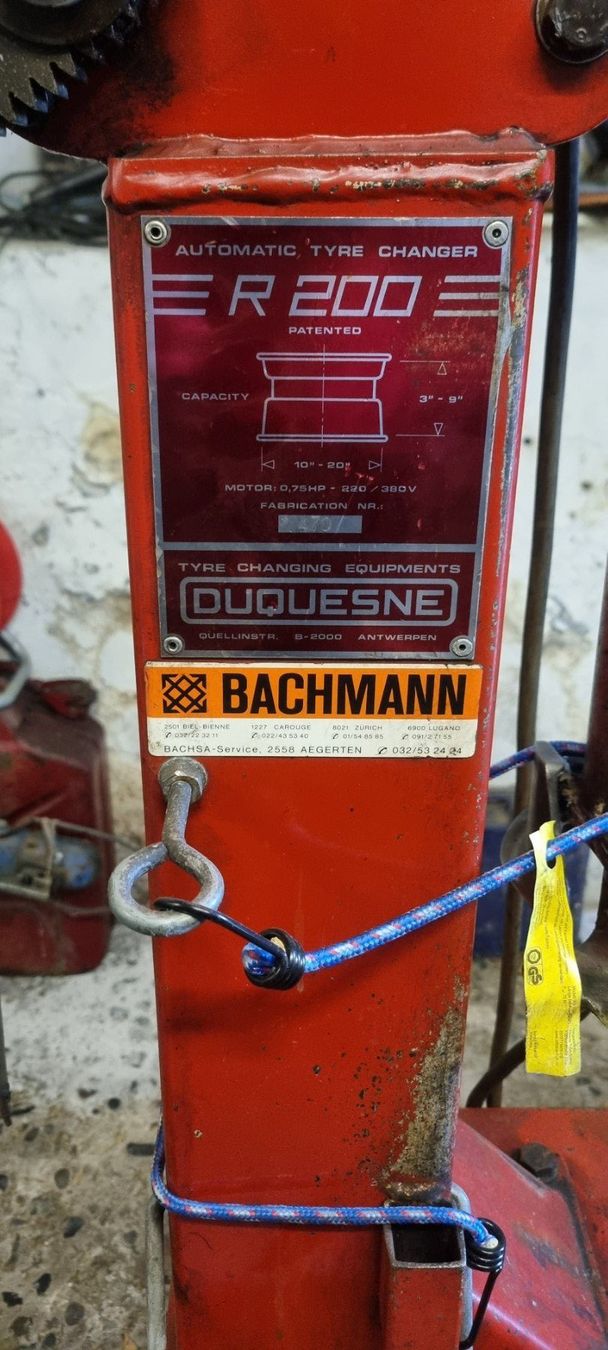 AUTOMATIC TYRE CHANGER
R 200
PATENTED
CAPACITY
3" - 9"
10" - 20"
MOTOR: 0,75HP - 220/380V
FABRICATION NR.:
TYRE CHANGING EQUIPMENTS
DUQUESNE
QUELLINSTR. B-2000 ANTWERPEN
BACHMANN
2501 BIEL-BIENNE 1227 CAROUGE 8021 ZÜRICH 6900 LUGANO
032/22 32 11 022/43 53 40 01/54 85 85 091/2 71 55
BACHSA-Service, 2558 AEGERTEN 032/53 24 24
GS